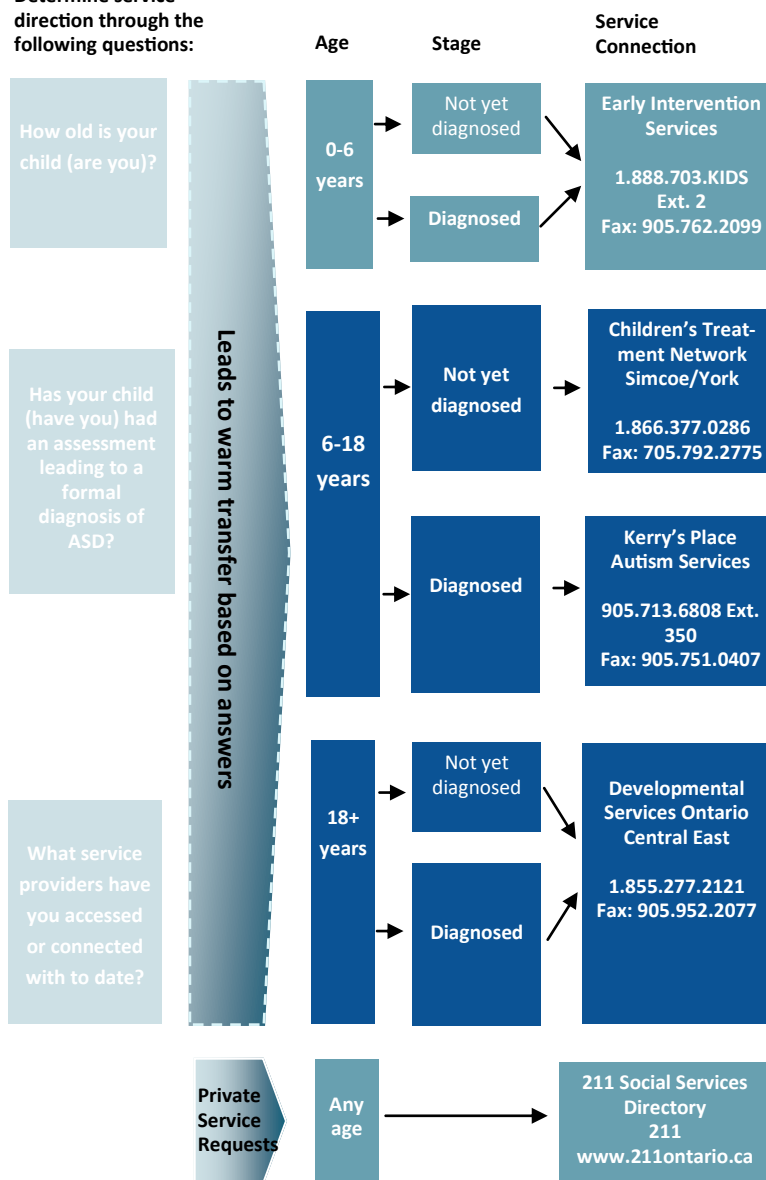 Determine service
direction through the
following questions:
Age
Stage
Service
Connection
How old is your
child (are you)?
Has your child
(have you) had
an assessment
leading to a
formal
diagnosis of
ASD?
What service
providers have
you accessed
or connected
with to date?
Leads to warm transfer based on answers
0-6
years
Not yet
diagnosed
Diagnosed
Early Intervention
Services
1.888.703.KIDS
Ext. 2
Fax: 905.762.2099
6-18
years
Not yet
diagnosed
Children's Treat-
ment Network
Simcoe/York
1.866.377.0286
Fax: 705.792.2775
Diagnosed
Kerry's Place
Autism Services
905.713.6808 Ext.
350
Fax: 905.751.0407
18+
years
Not yet
diagnosed
Diagnosed
Developmental
Services Ontario
Central East
1.855.277.2121
Fax: 905.952.2077
Private
Service
Requests
Any
age
211 Social Services
Directory
211
www.211ontario.ca